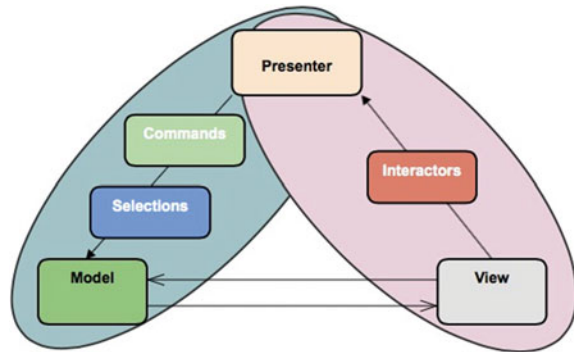 Presenter
Commands
Interactors
Selections
Model
View